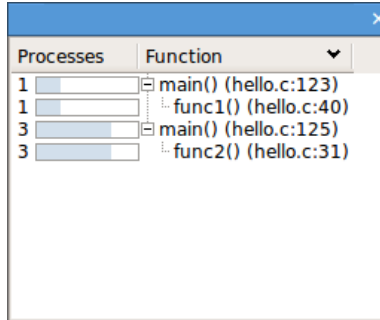 Processes Function
1 main() (hello.c:123)
1 func1() (hello.c:40)
3 main() (hello.c:125)
3 func2() (hello.c:31)